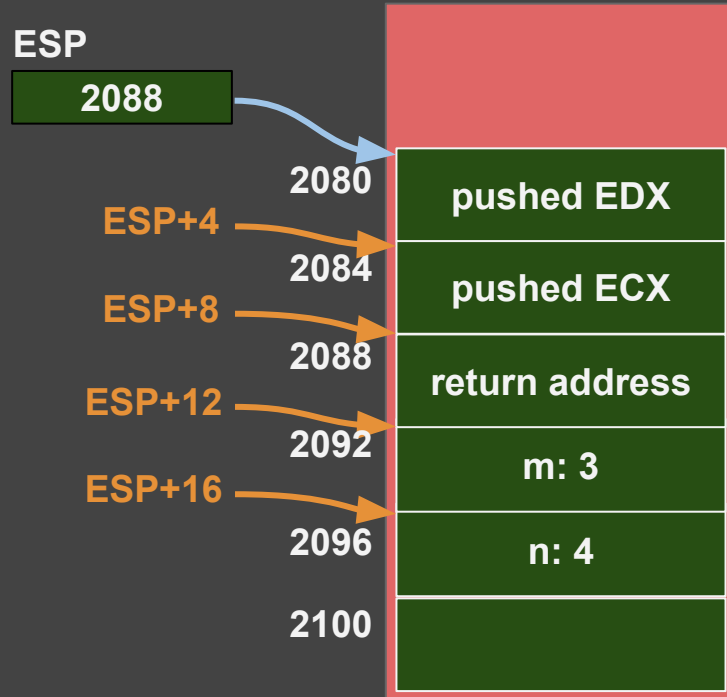 ESP
2088
2080
pushed EDX
ESP+4
2084
pushed ECX
ESP+8
2088
return address
ESP+12
2092
m: 3
ESP+16
2096
n: 4
2100